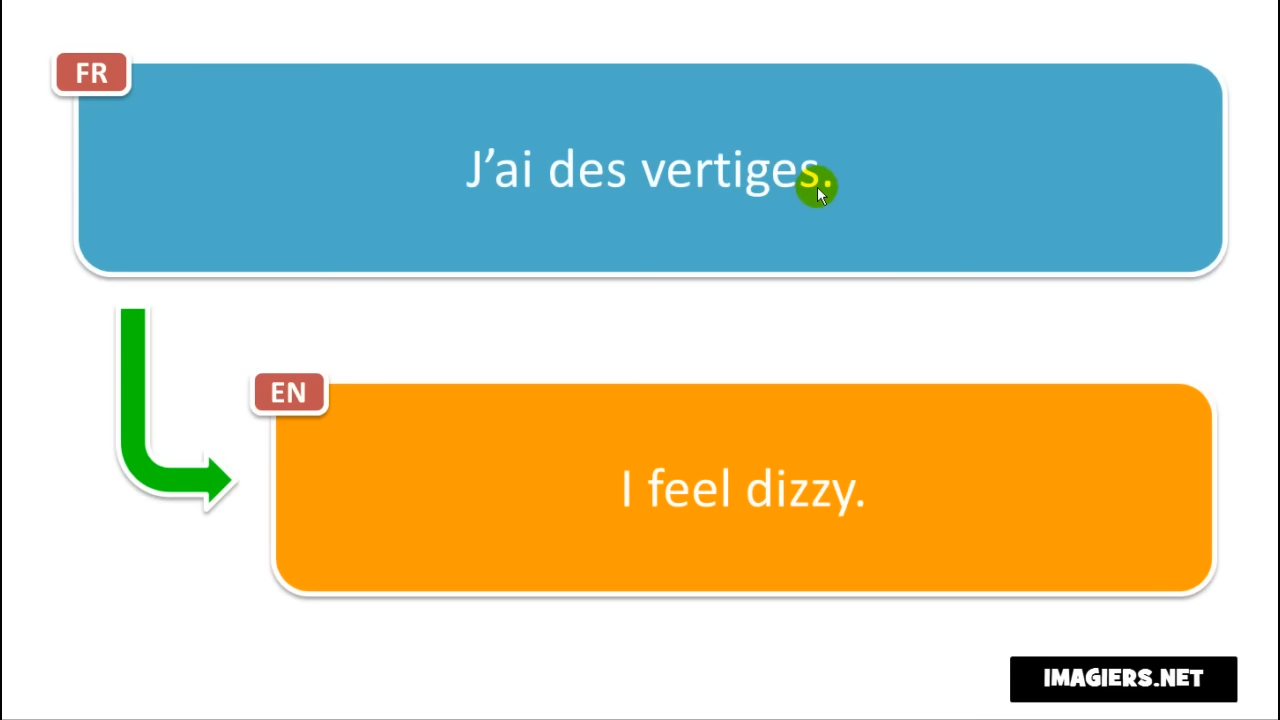 FR
J’ai des vertiges.
EN
I feel dizzy.
IMAGIERS.NET